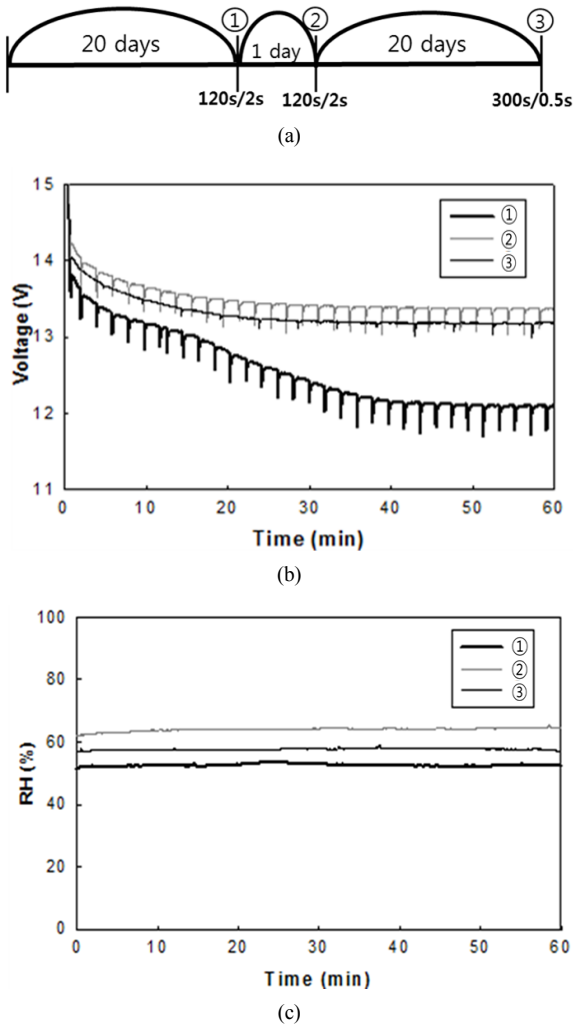 ① ② ③
20 days 1 day 20 days
120s/2s 120s/2s 300s/0.5s
(a)
15
14
13
12
11
Voltage (V)
①
②
③
0 10 20 30 40 50 60
Time (min)
(b)
100
80
60
40
20
0
RH (%)
①
②
③
0 10 20 30 40 50 60
Time (min)
(c)